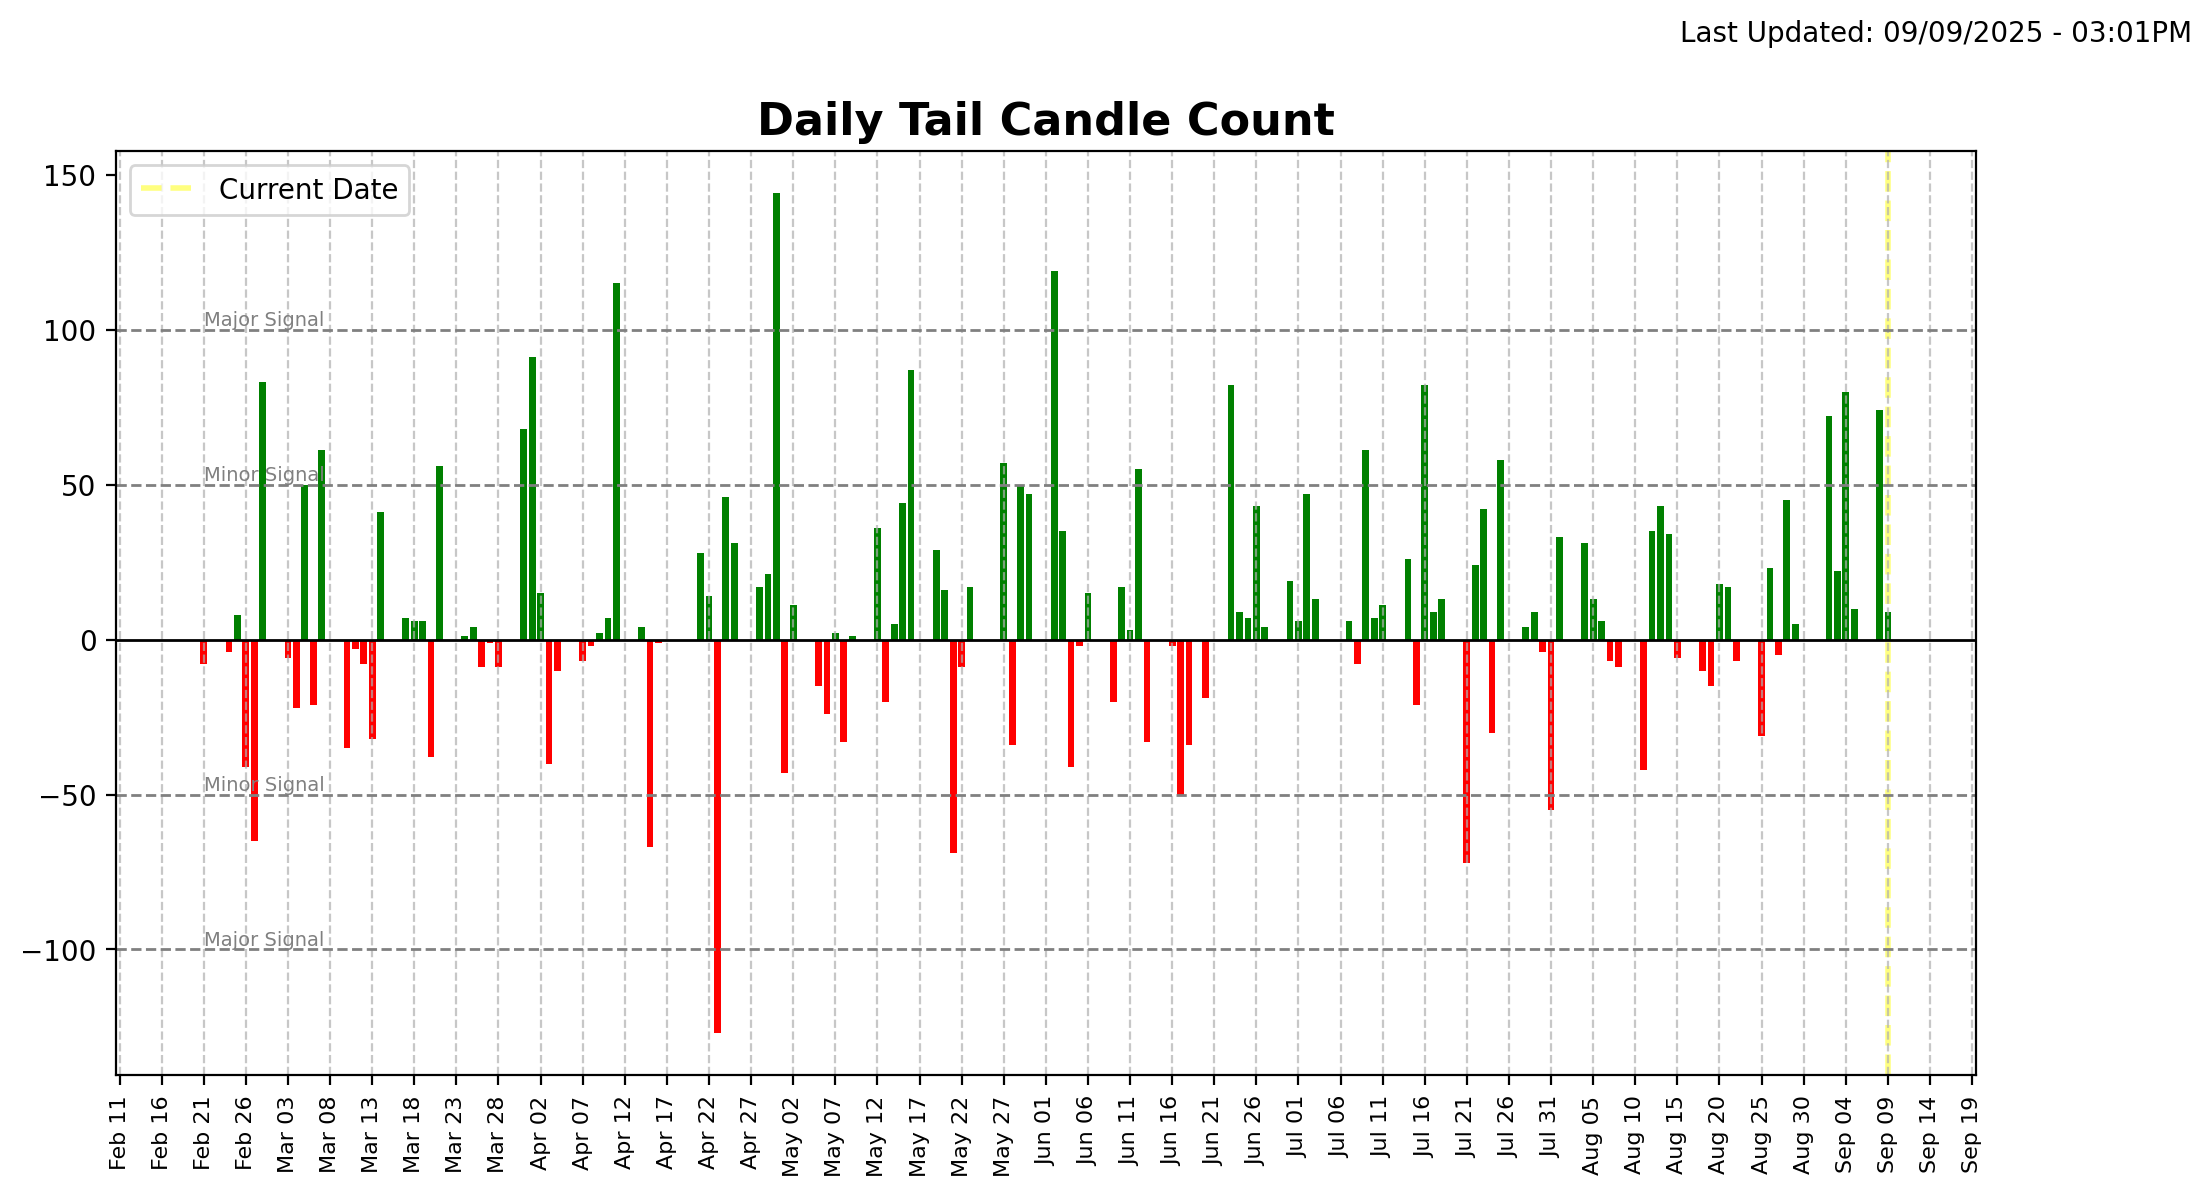 Last Updated: 09/09/2025 - 03:01PM
Daily Tail Candle Count
150
Current Date
Major Signal
100
Minor Signal
50
0
Minor Signal
−50
Major Signal
−100
Feb 11
Feb 16
Feb 21
Feb 26
Mar 03
Mar 08
Mar 13
Mar 18
Mar 23
Mar 28
Apr 02
Apr 07
Apr 12
Apr 17
Apr 22
Apr 27
May 02
May 07
May 12
May 17
May 22
May 27
Jun 01
Jun 06
Jun 11
Jun 16
Jun 21
Jun 26
Jul 01
Jul 06
Jul 11
Jul 16
Jul 21
Jul 26
Jul 31
Aug 05
Aug 10
Aug 15
Aug 20
Aug 25
Aug 30
Sep 04
Sep 09
Sep 14
Sep 19